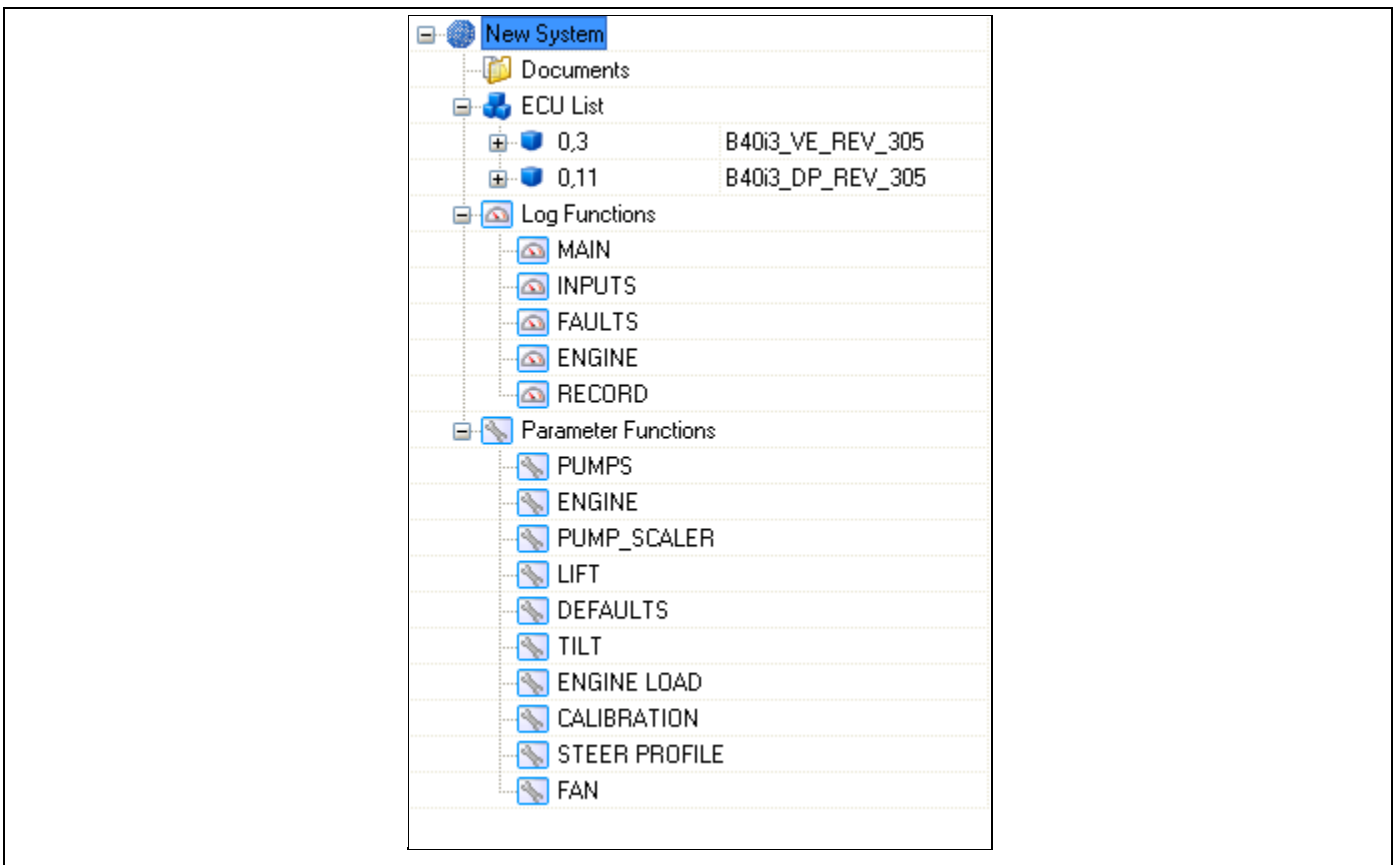 New System
Documents
ECU List
0,3 B40i3_VE_REV_305
0,11 B40i3_DP_REV_305
Log Functions
MAIN
INPUTS
FAULTS
ENGINE
RECORD
Parameter Functions
PUMPS
ENGINE
PUMP_SCALER
LIFT
DEFAULTS
TILT
ENGINE LOAD
CALIBRATION
STEER PROFILE
FAN